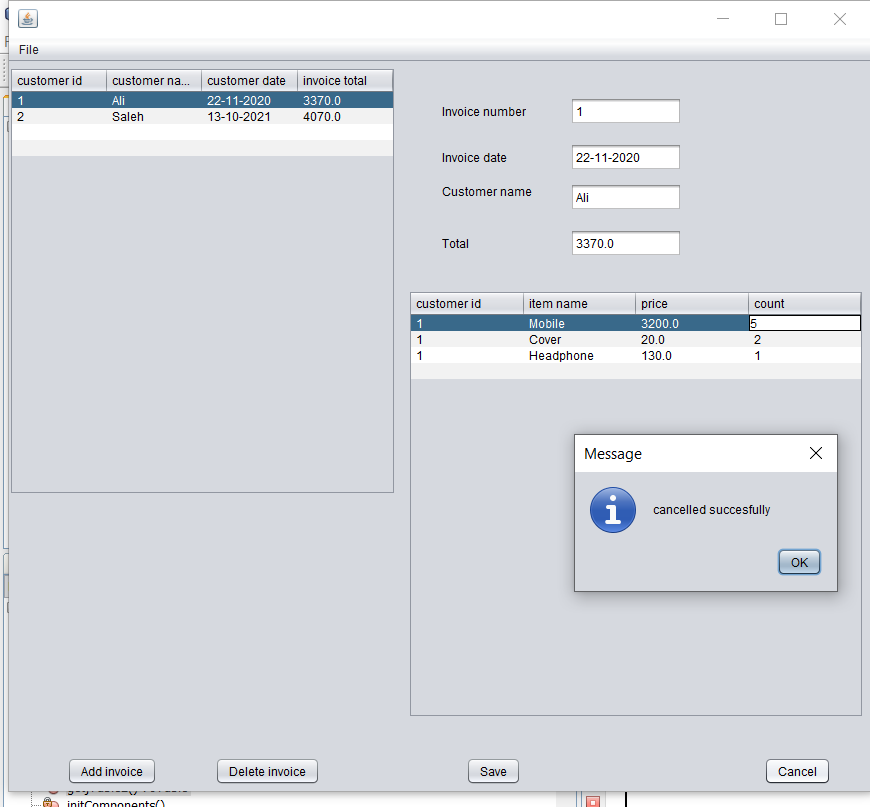 File
customer id customer na... customer date invoice total
1 Ali 22-11-2020 3370.0
2 Saleh 13-10-2021 4070.0
Invoice number 1
Invoice date 22-11-2020
Customer name Ali
Total 3370.0
customer id item name price count
1 Mobile 3200.0 5
1 Cover 20.0 2
1 Headphone 130.0 1
Message
cancelled succesfully
OK
Add invoice Delete invoice Save Cancel
initComponents()